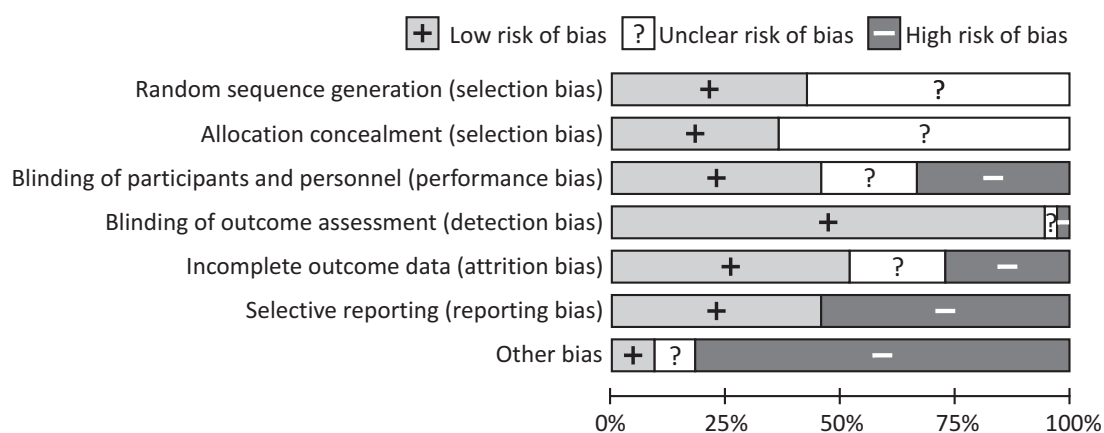 + Low risk of bias ? Unclear risk of bias − High risk of bias
Random sequence generation (selection bias) + ?
Allocation concealment (selection bias) + ?
Blinding of participants and personnel (performance bias) + ? −
Blinding of outcome assessment (detection bias) + ? −
Incomplete outcome data (attrition bias) + ? −
Selective reporting (reporting bias) + −
Other bias + ? −
0% 25% 50% 75% 100%